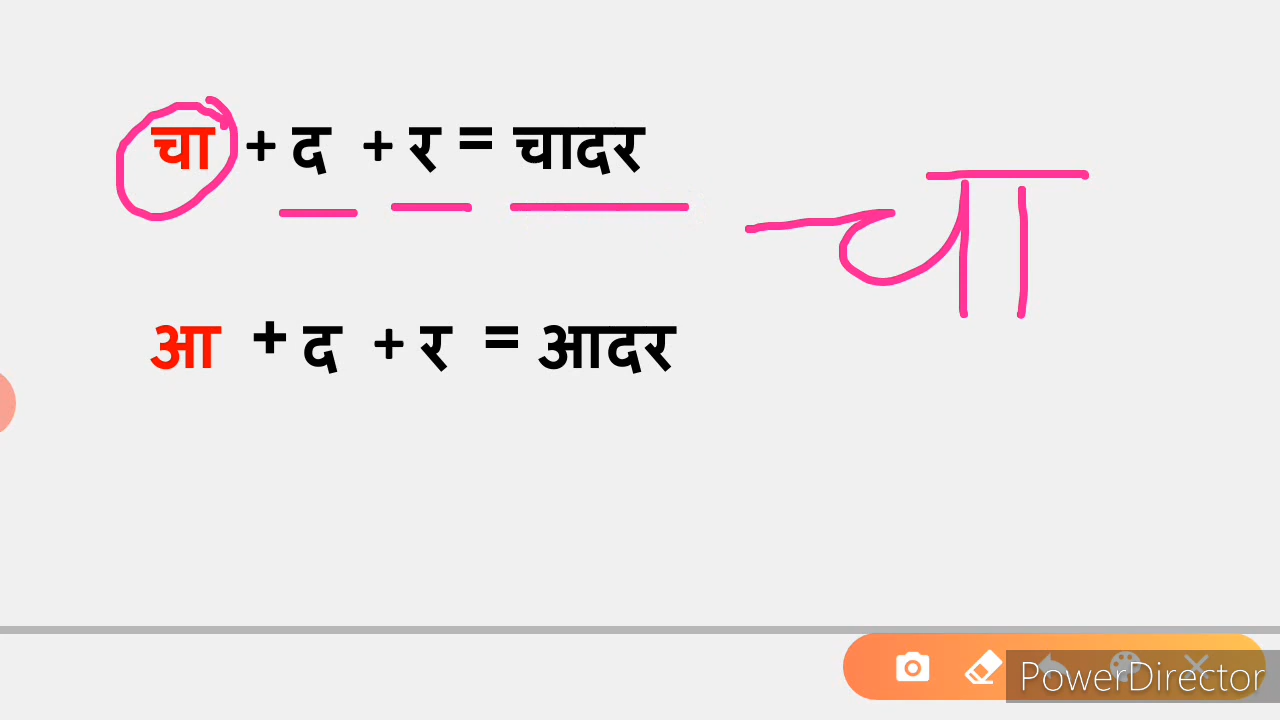 चा + द + र = चादर
चा
आ + द + र = आदर
PowerDirector